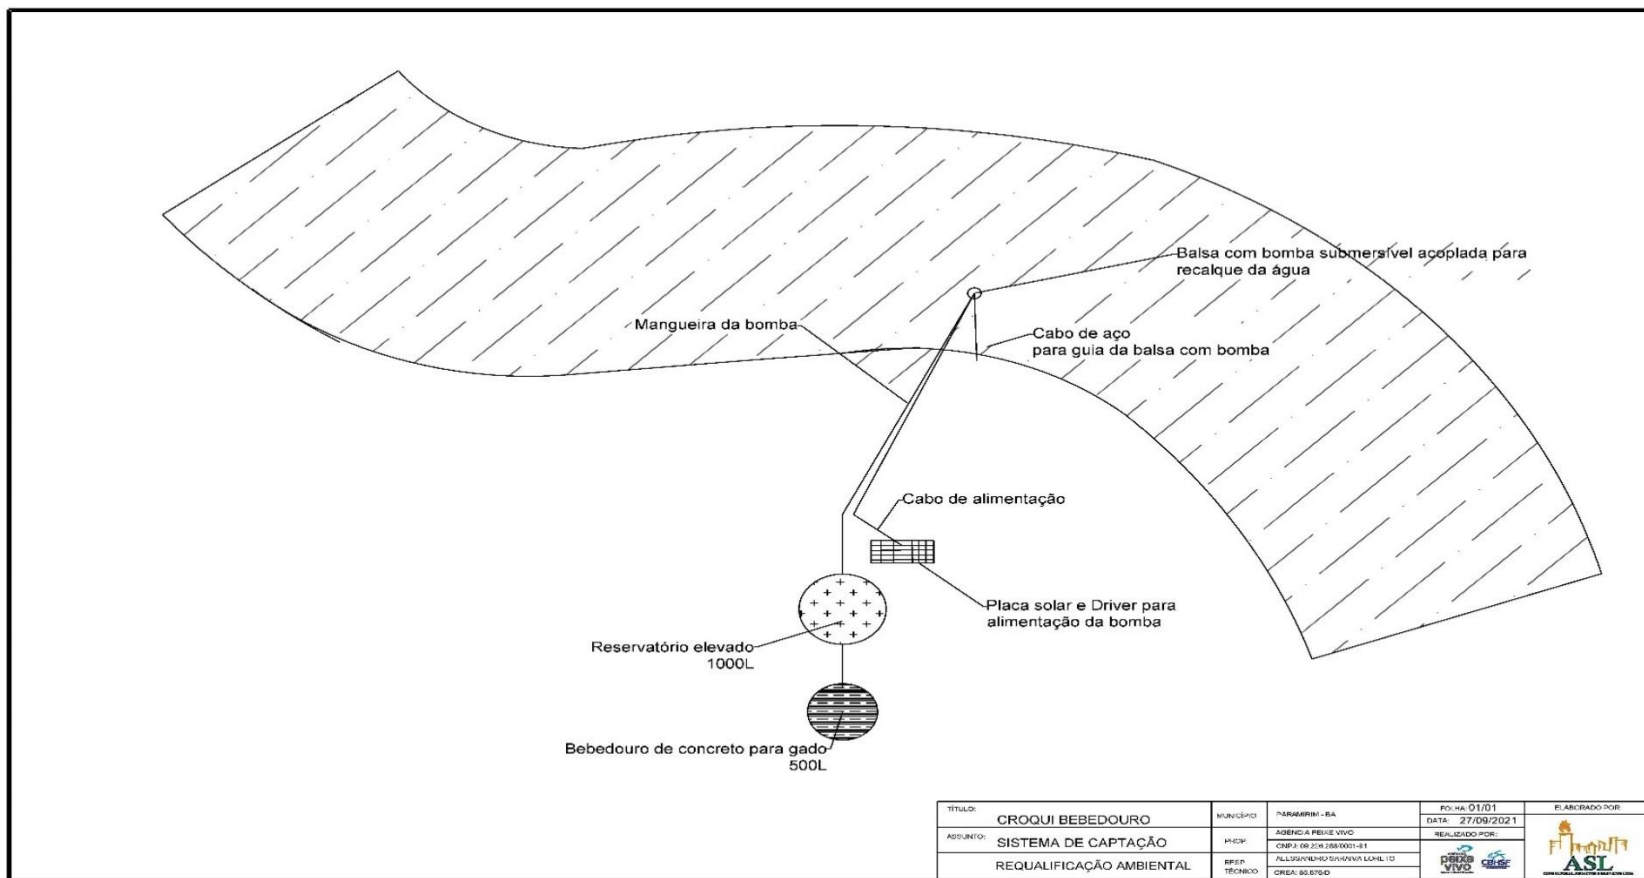 Balsa com bomba submersível acoplada para
recalque da água
Mangueira da bomba
Cabo de aço
para guia da balsa com bomba
Cabo de alimentação
Placa solar e Driver para
alimentação da bomba
Reservatório elevado
1000L
Bebedouro de concreto para gado
500L
TÍTULO:
CROQUI BEBEDOURO
ASSUNTO:
SISTEMA DE CAPTAÇÃO
REQUALIFICAÇÃO AMBIENTAL
MUNICÍPIO
PARAMIRIM - BA
PROP.
AGÊNCIA PEIXE VIVO
RESP.
TÉCNICO
FOLHA: 01/01
DATA: 27/09/2021
REALIZADO POR:
peixe
vivo
CBHSF
ELABORADO POR:
ASL